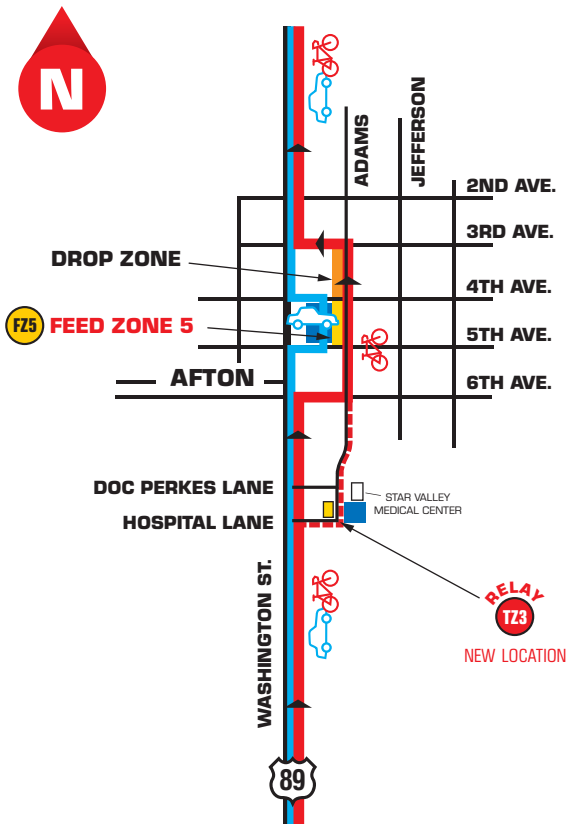 N
ADAMS
JEFFERSON
2ND AVE.
3RD AVE.
DROP ZONE
4TH AVE.
FZ5 FEED ZONE 5
5TH AVE.
AFTON
6TH AVE.
DOC PERKES LANE
STAR VALLEY
MEDICAL CENTER
HOSPITAL LANE
WASHINGTON ST.
RELAY
TZ3
NEW LOCATION
89